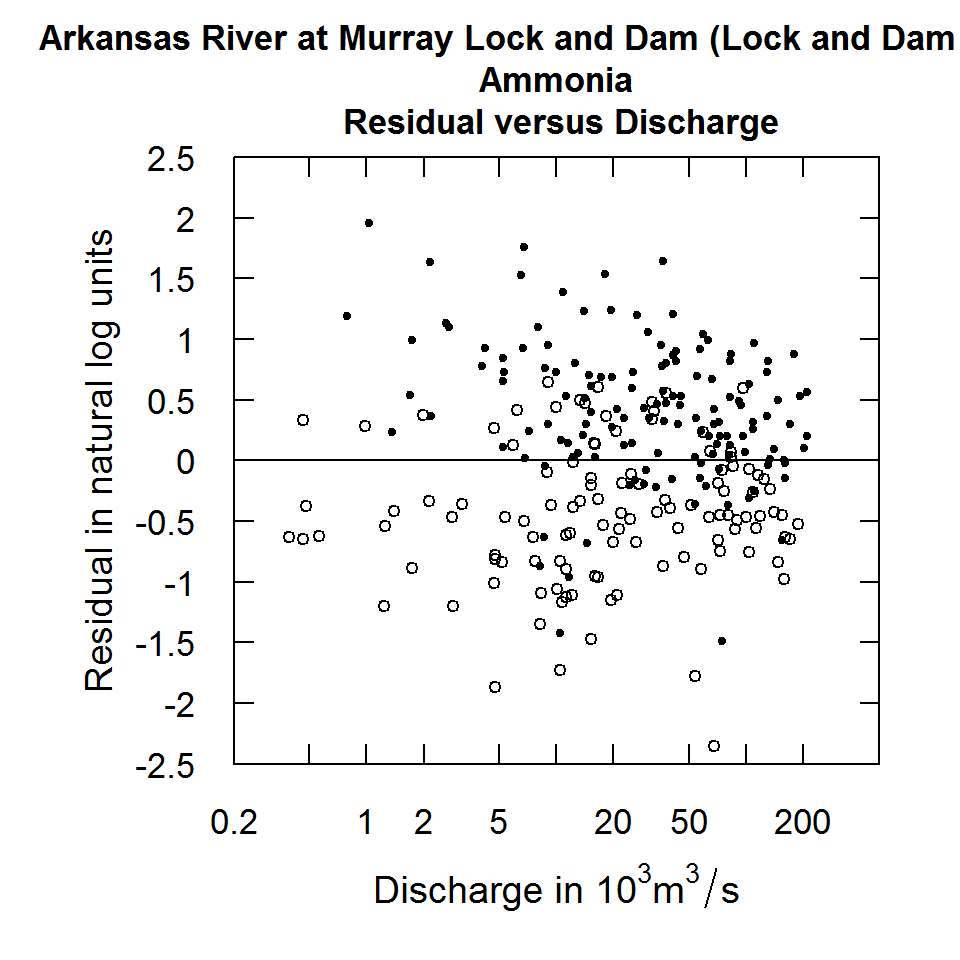 Arkansas River at Murray Lock and Dam (Lock and Dam
Ammonia
Residual versus Discharge
Residual in natural log units
2.5
2
1.5
1
0.5
0
-0.5
-1
-1.5
-2
-2.5
0.2 1 2 5 20 50 200
Discharge in 10³m³/s